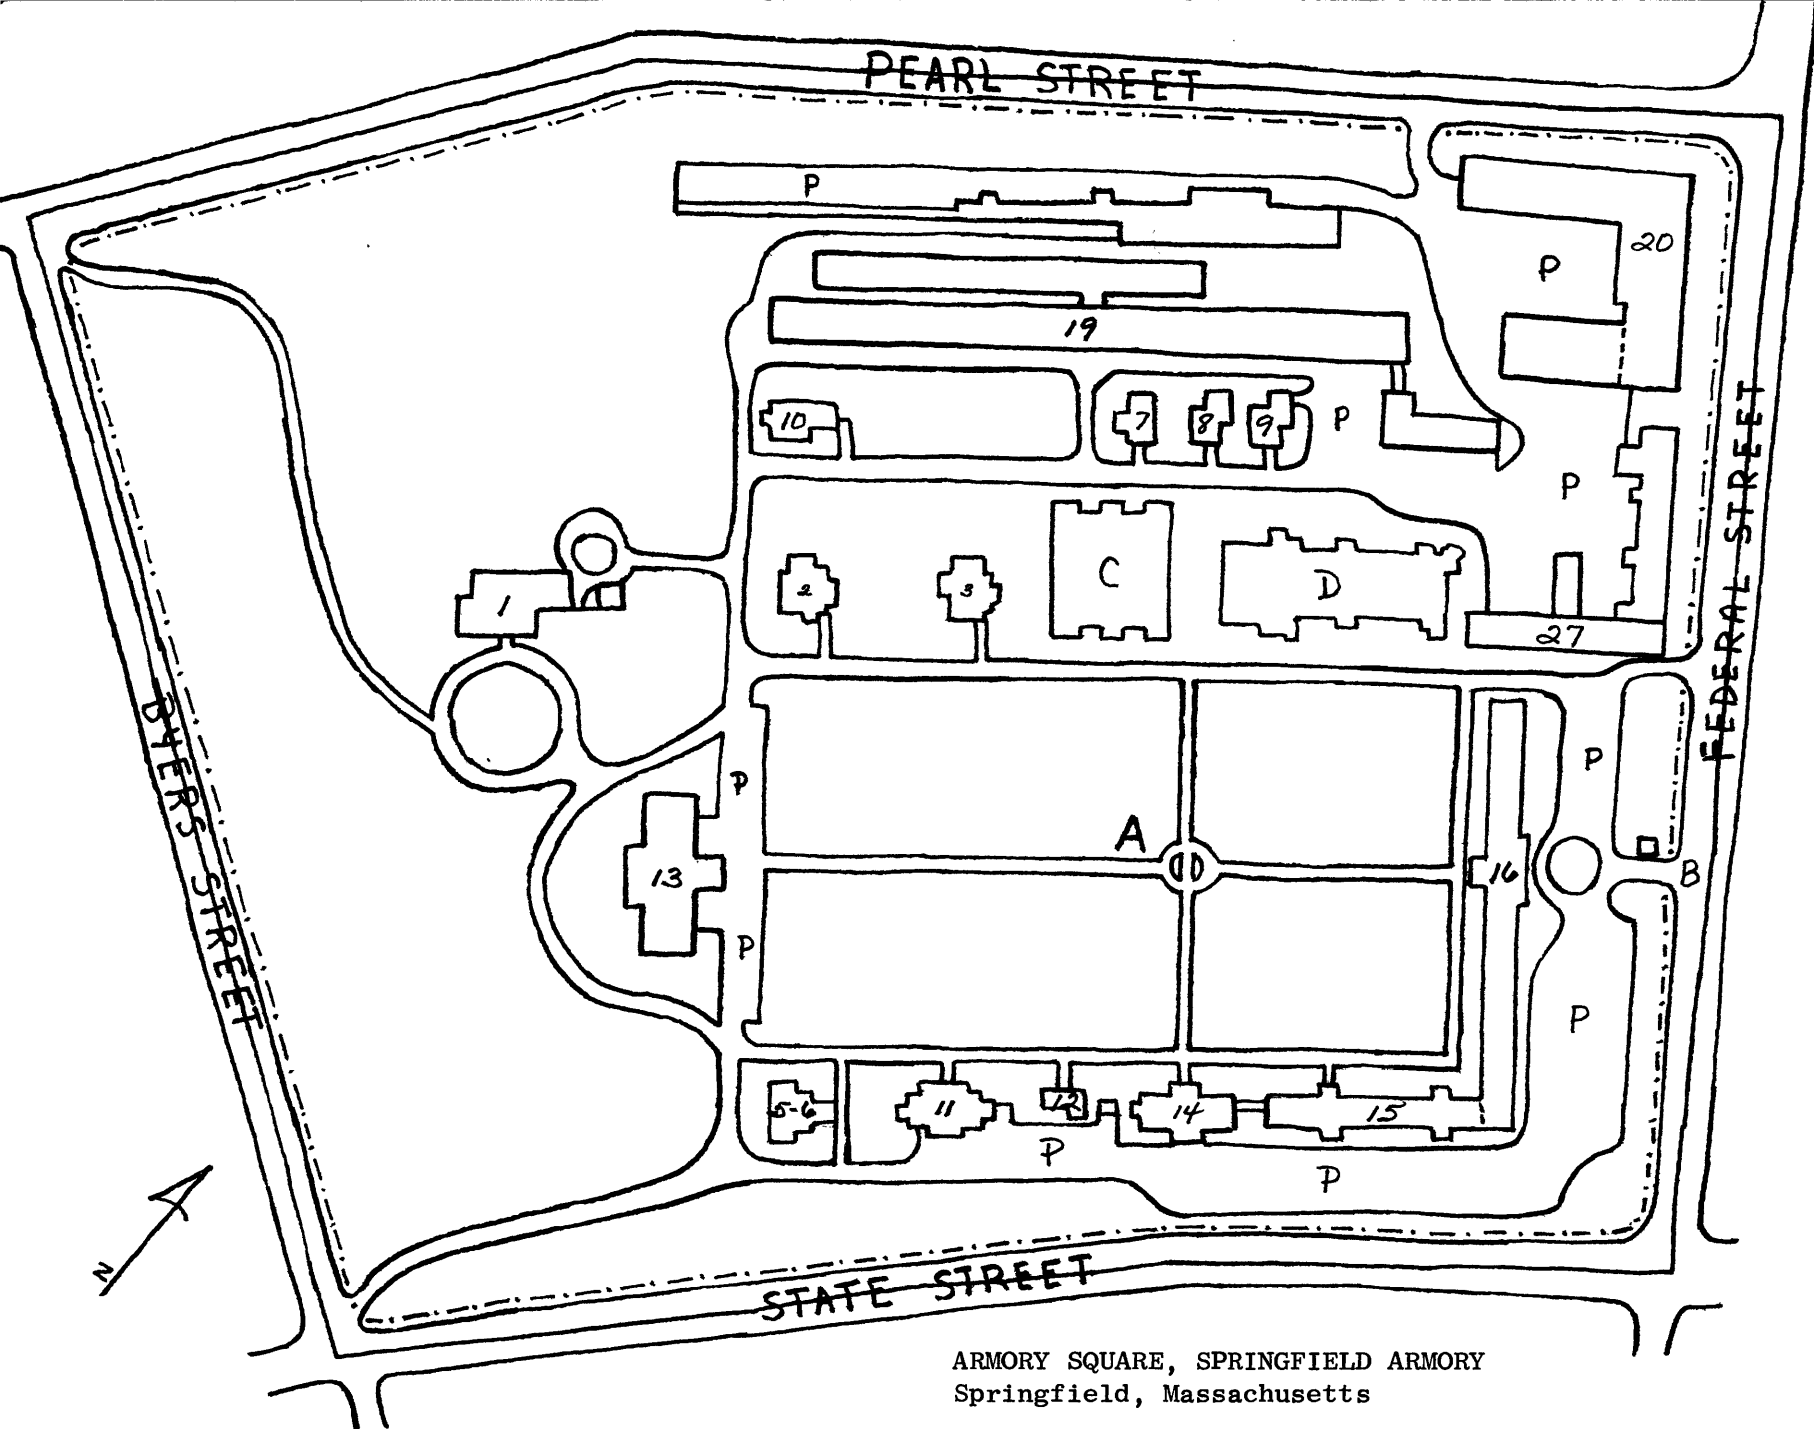 PEARL STREET
P
20
P
19
10
7
8
9
P
P
FEDERAL STREET
C
D
2
3
1
27
BYERS STREET
P
P
A
13
16
B
P
P
5-6
11
12
14
15
P
P
N
STATE STREET
ARMORY SQUARE, SPRINGFIELD ARMORY
Springfield, Massachusetts